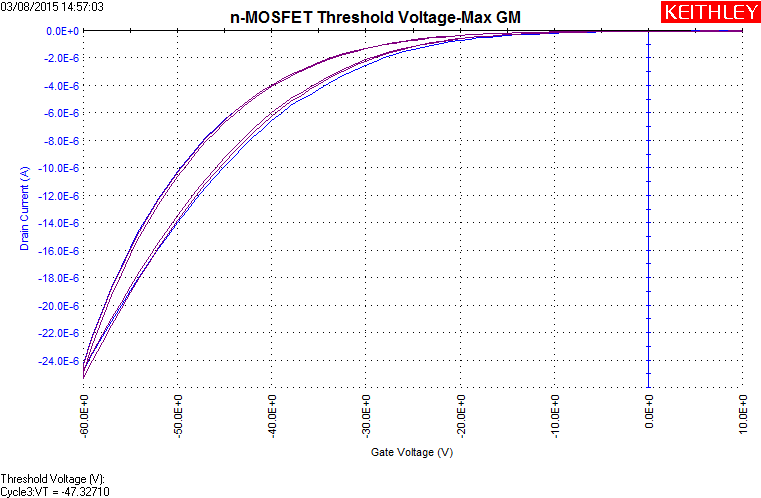 03/08/2015 14:57:03
n-MOSFET Threshold Voltage-Max GM
KEITHLEY
0.0E+0
-2.0E-6
-4.0E-6
-6.0E-6
-8.0E-6
-10.0E-6
-12.0E-6
-14.0E-6
-16.0E-6
-18.0E-6
-20.0E-6
-22.0E-6
-24.0E-6
Drain Current (A)
-60.0E+0
-50.0E+0
-40.0E+0
-30.0E+0
-20.0E+0
-10.0E+0
0.0E+0
10.0E+0
Gate Voltage (V)
Threshold Voltage (V):
Cycle3:VT = -47.32710